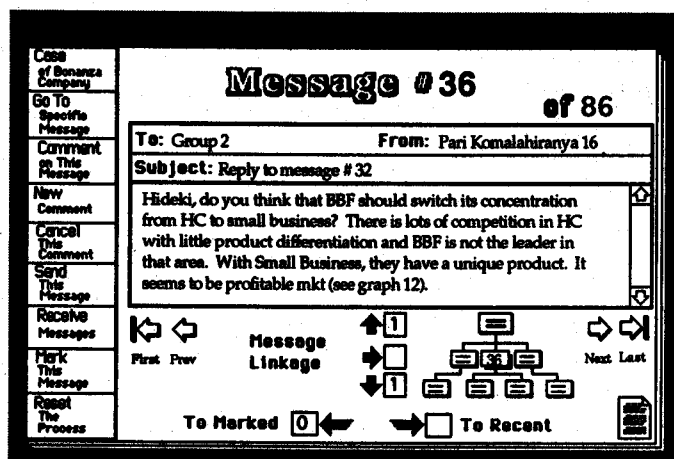 Case
of Bonanza
Company
Go To
Specific
Message
Comment
on This
Message
New
Comment
Cancel
This
Comment
Send
This
Message
Receive
Messages
Mark
This
Message
Reset
The
Process
Message # 36
of 86
To: Group 2 From: Pari Komalahiranya 16
Subject: Reply to message # 32
Hideki, do you think that BBF should switch its concentration
from HC to small business? There is lots of competition in HC
with little product differentiation and BBF is not the leader in
that area. With Small Business, they have a unique product. It
seems to be profitable mkt (see graph 12).
First Prev
Message
Linkage
1
1
36
Next Last
To Marked 0 To Recent